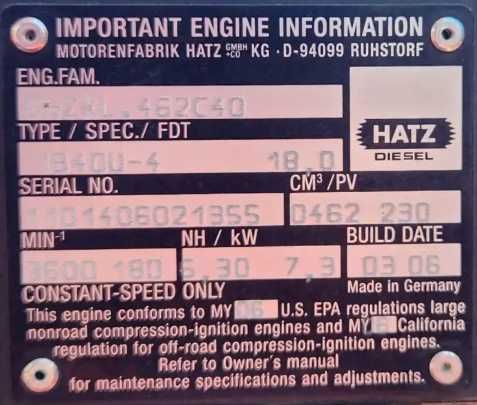 IMPORTANT ENGINE INFORMATION
MOTORENFABRIK HATZ GMBH +CO KG · D-94099 RUHSTORF
ENG.FAM.
.462C40
HATZ
DIESEL
TYPE / SPEC./ FDT
1B40U-4 18,0
SERIAL NO. CM³ /PV
1101406021355 0462 230
MIN-1 NH / kW BUILD DATE
3600 180 6,30 7,3 03 06
CONSTANT-SPEED ONLY Made in Germany
This engine conforms to MY 06 U.S. EPA regulations large
nonroad compression-ignition engines and MY California
regulation for off-road compression-ignition engines.
Refer to Owner's manual
for maintenance specifications and adjustments.